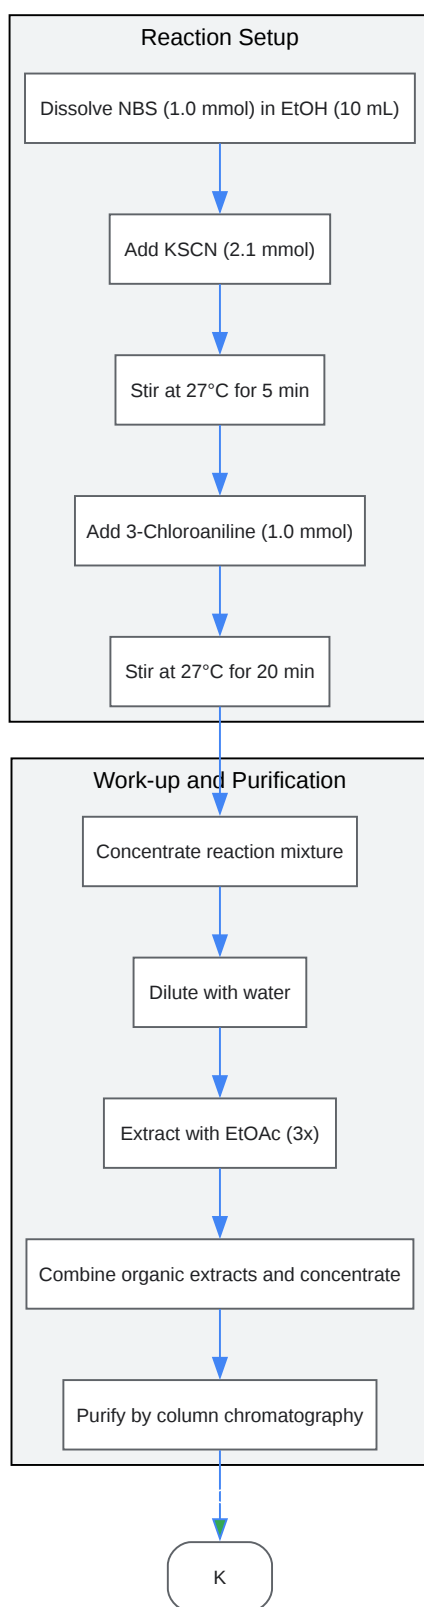 Reaction Setup
Dissolve NBS (1.0 mmol) in EtOH (10 mL)
Add KSCN (2.1 mmol)
Stir at 27°C for 5 min
Add 3-Chloroaniline (1.0 mmol)
Stir at 27°C for 20 min
Work-up and Purification
Concentrate reaction mixture
Dilute with water
Extract with EtOAc (3x)
Combine organic extracts and concentrate
Purify by column chromatography
K